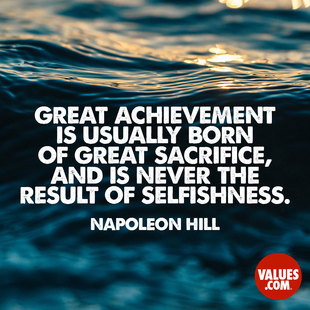 GREAT ACHIEVEMENT
IS USUALLY BORN
OF GREAT SACRIFICE,
AND IS NEVER THE
RESULT OF SELFISHNESS.
NAPOLEON HILL
VALUES
.COM